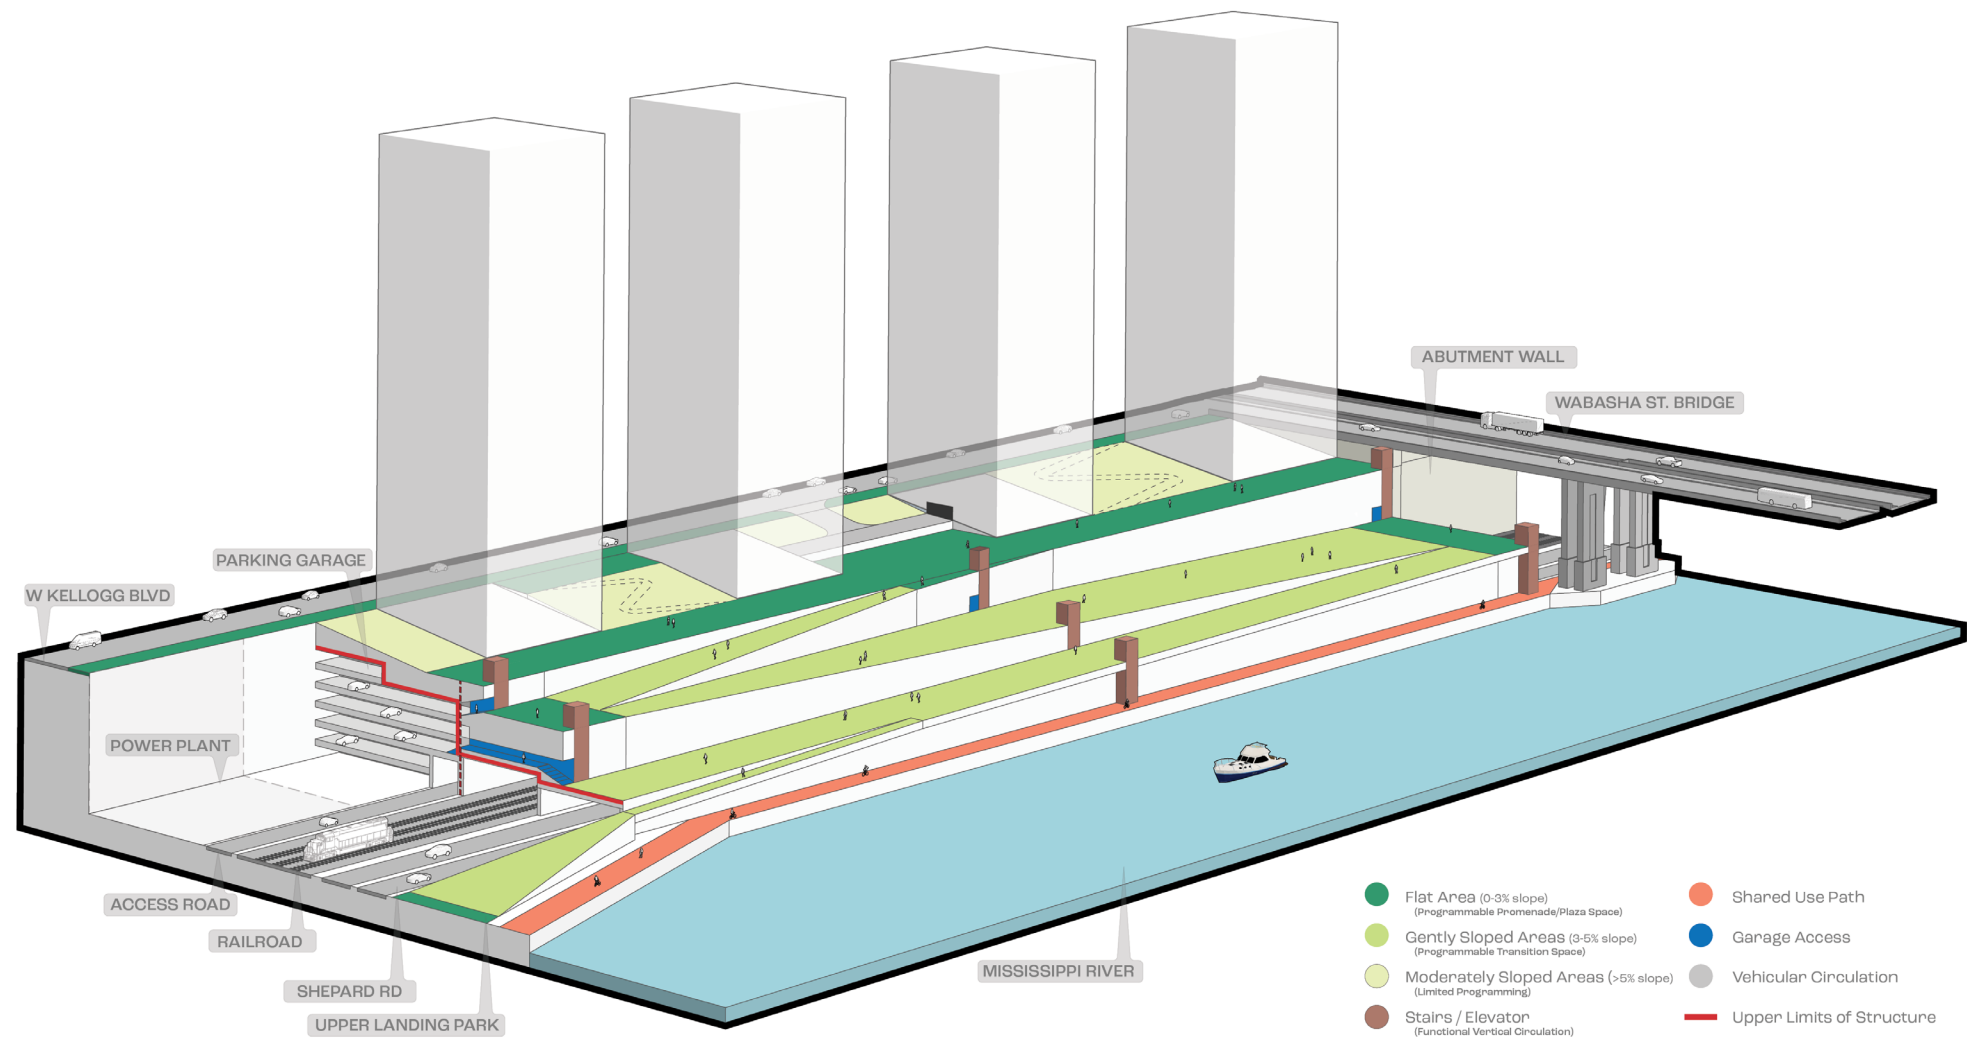 ABUTMENT WALL
WABASHA ST. BRIDGE
PARKING GARAGE
W KELLOGG BLVD
POWER PLANT
ACCESS ROAD
RAILROAD
SHEPARD RD
UPPER LANDING PARK
MISSISSIPPI RIVER
Flat Area (0-3% slope)
(Programmable Promenade/Plaza Space)
Gently Sloped Areas (3-5% slope)
(Programmable Transition Space)
Moderately Sloped Areas (>5% slope)
(Limited Programming)
Stairs / Elevator
(Functional Vertical Circulation)
Shared Use Path
Garage Access
Vehicular Circulation
Upper Limits of Structure